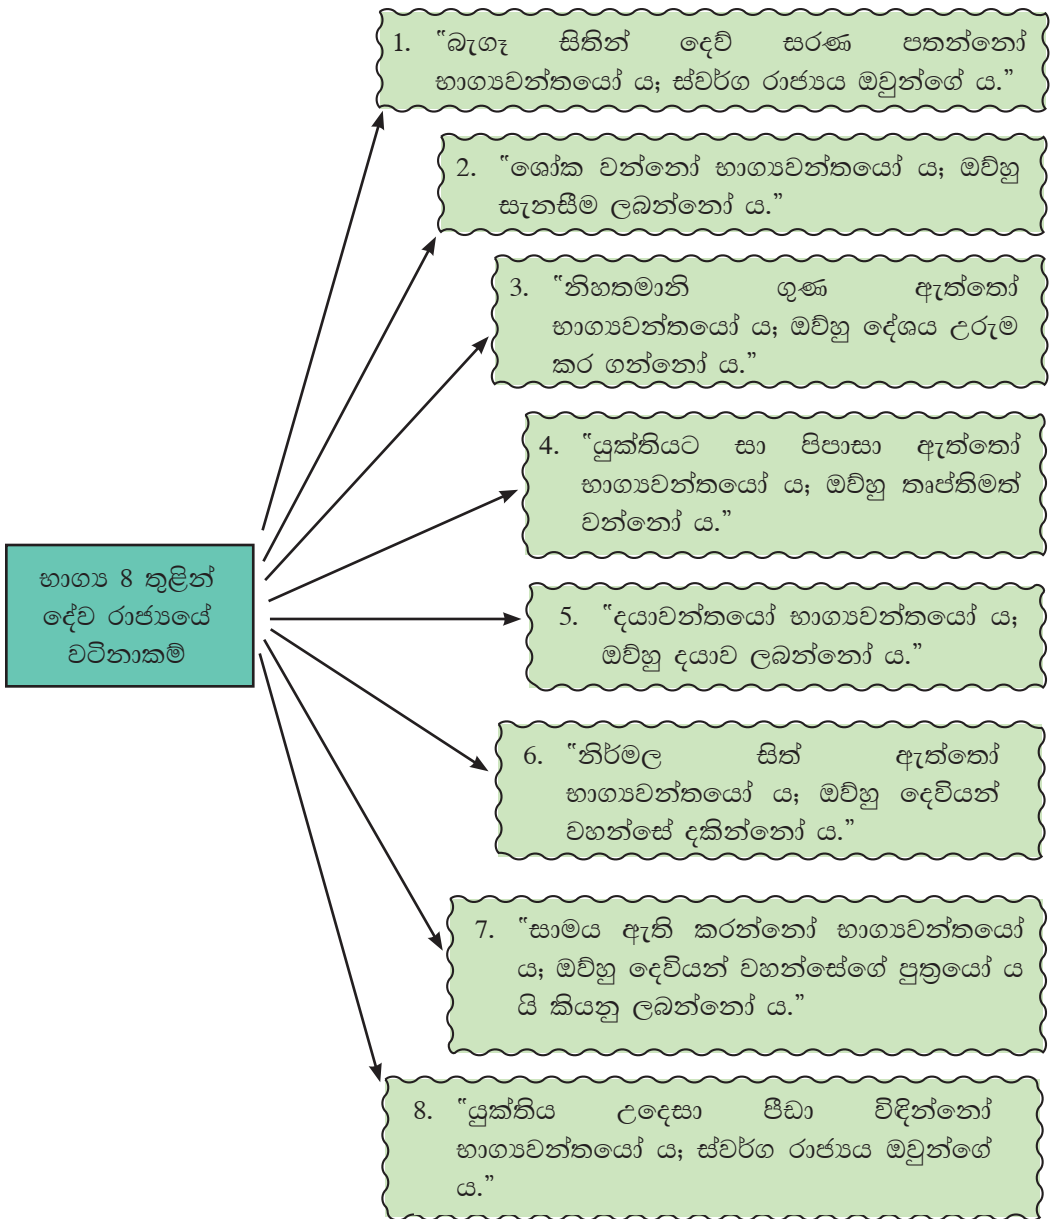 1. “බැගෑ සිතින් දෙව් සරණ පතන්නෝ
භාග්‍යවන්තයෝ ය; ස්වර්ග රාජ්‍යය ඔවුන්ගේ ය.”
2. “ශෝක වන්නෝ භාග්‍යවන්තයෝ ය; ඔව්හු
සැනසීම ලබන්නෝ ය.”
3. “නිහතමානි ගුණ ඇත්තෝ
භාග්‍යවන්තයෝ ය; ඔව්හු දේශය උරුම
කර ගන්නෝ ය.”
4. “යුක්තියට සා පිපාසා ඇත්තෝ
භාග්‍යවන්තයෝ ය; ඔව්හු තෘප්තිමත්
වන්නෝ ය.”
භාග්‍ය 8 තුළින්
දේව රාජ්‍යයේ
වටිනාකම්
5. “දයාවන්තයෝ භාග්‍යවන්තයෝ ය;
ඔව්හු දයාව ලබන්නෝ ය.”
6. “නිර්මල සිත් ඇත්තෝ
භාග්‍යවන්තයෝ ය; ඔව්හු දෙවියන්
වහන්සේ දකින්නෝ ය.”
7. “සාමය ඇති කරන්නෝ භාග්‍යවන්තයෝ
ය; ඔව්හු දෙවියන් වහන්සේගේ පුත්‍රයෝ ය
යි කියනු ලබන්නෝ ය.”
8. “යුක්තිය උදෙසා පීඩා විඳින්නෝ
භාග්‍යවන්තයෝ ය; ස්වර්ග රාජ්‍යය ඔවුන්ගේ
ය.”